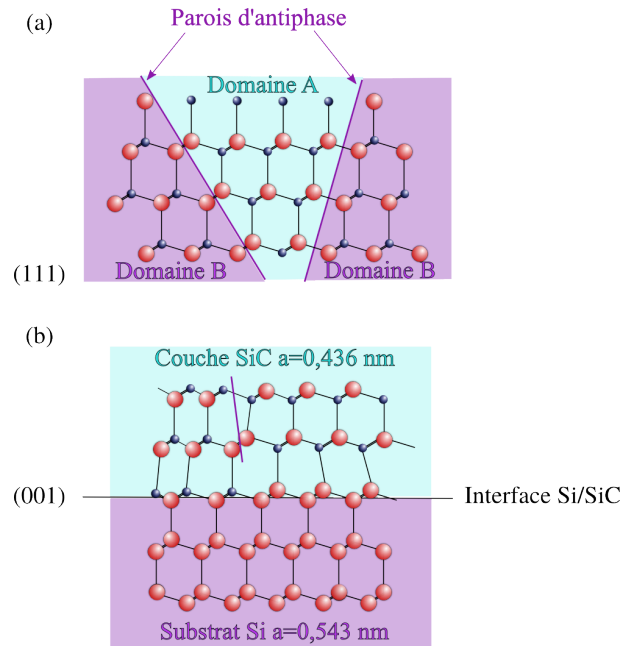 (a)
Parois d'antiphase
Domaine A
Domaine B
Domaine B
(111)
(b)
Couche SiC a=0,436 nm
(001)
Interface Si/SiC
Substrat Si a=0,543 nm